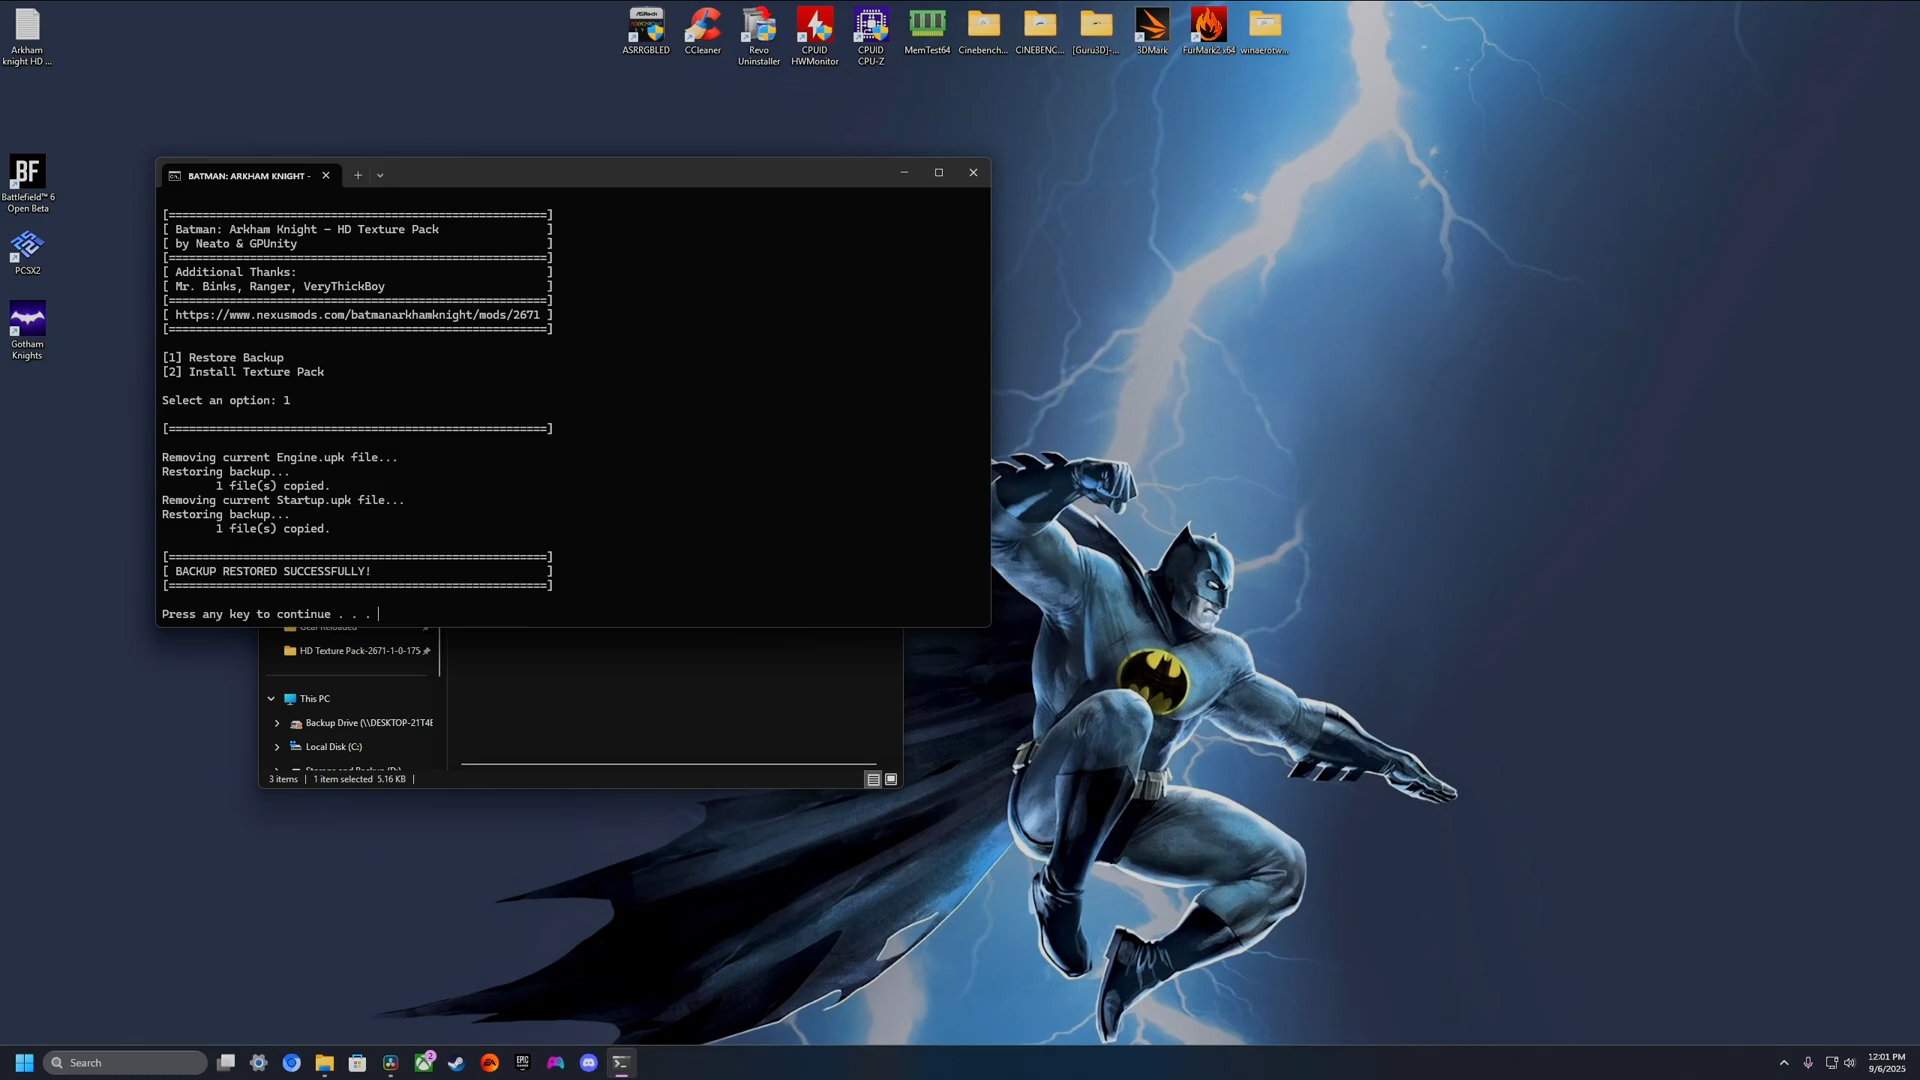 Arkham
knight HD ...
ASRock
ASRRGBLED
CCleaner
Revo
Uninstaller
CPUID
HWMonitor
CPUID
CPU-Z
MemTest64
Cinebench...
CINEBENC...
[Guru3D]-...
3DMark
FurMark2 x64
winaerotw...
BF
Battlefield™ 6
Open Beta
PCSX2
Gotham
Knights
BATMAN: ARKHAM KNIGHT -
[========================================================]
[ Batman: Arkham Knight - HD Texture Pack ]
[ by Neato & GPUnity ]
[========================================================]
[ Additional Thanks: ]
[ Mr. Binks, Ranger, VeryThickBoy ]
[========================================================]
[ https://www.nexusmods.com/batmanarkhamknight/mods/2671 ]
[========================================================]
[1] Restore Backup
[2] Install Texture Pack
Select an option: 1
[========================================================]
Removing current Engine.upk file...
Restoring backup...
1 file(s) copied.
Removing current Startup.upk file...
Restoring backup...
1 file(s) copied.
[========================================================]
[ BACKUP RESTORED SUCCESSFULLY! ]
[========================================================]
Press any key to continue . . .
HD Texture Pack-2671-1-0-175
This PC
Backup Drive (\\DESKTOP-21T4E
Local Disk (C:)
3 items
1 item selected 5.16 KB
Search
2
EA
EPIC
GAMES
12:01 PM
9/6/2025